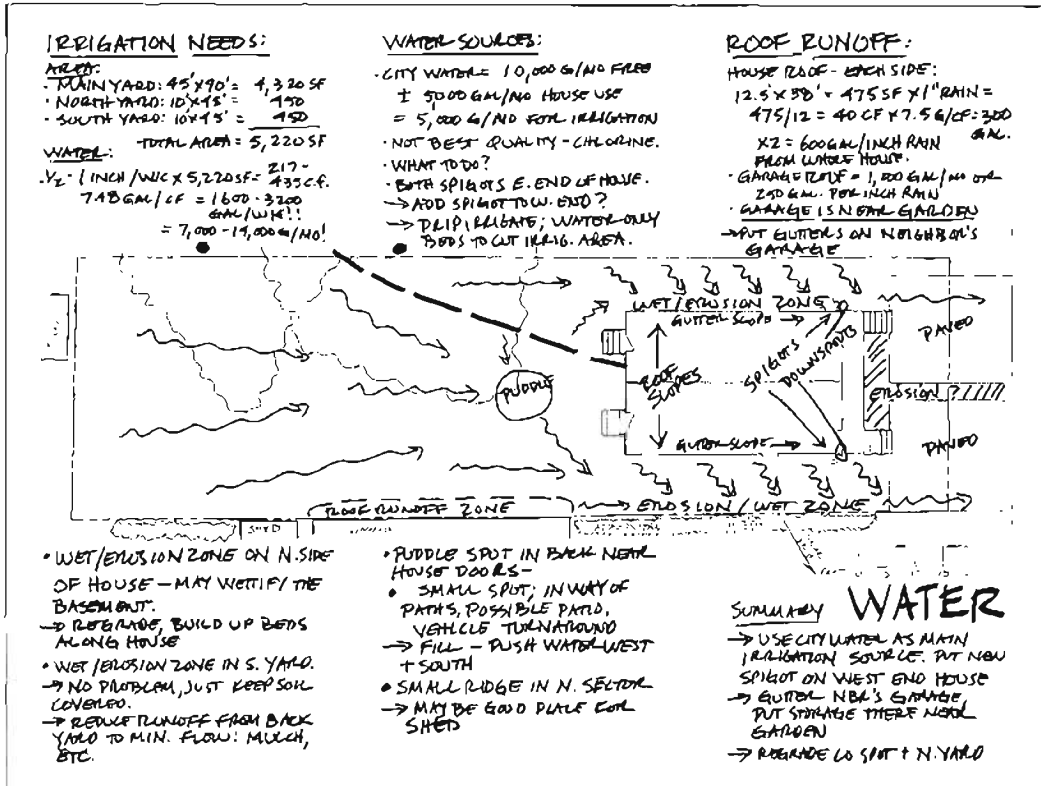 IRRIGATION NEEDS:
AREA:
· MAIN YARD: 45'X90' = 4,320 SF
· NORTH YARD: 10'X45' = 450
· SOUTH YARD: 10'X45' = 450
TOTAL AREA = 5,220 SF
WATER:
· ½ - 1 INCH/WK X 5,220 SF = 217-
435 C.F.
7.48 GAL/CF = 1600 - 3200
GAL/WK!!
= 7,000 - 14,000 G/MO!
WATER SOURCES:
· CITY WATER = 10,000 G/MO FREE
± 5000 GAL/MO HOUSE USE
= 5,000 G/MO FOR IRRIGATION
· NOT BEST QUALITY - CHLORINE.
· WHAT TO DO?
· BOTH SPIGOTS E. END OF HOUSE.
→ ADD SPIGOT TO W. END?
→ DRIP IRRIGATE; WATER ONLY
BEDS TO CUT IRRIG. AREA.
ROOF RUNOFF:
HOUSE ROOF - EACH SIDE:
12.5'X38' = 475 SF X 1" RAIN =
475/12 = 40 CF X 7.5 G/CF = 300
GAL.
X2 = 600 GAL/INCH RAIN
FROM WHOLE HOUSE.
· GARAGE ROOF = 1,000 GAL/MO OR
250 GAL. PER INCH RAIN
· GARAGE IS NEAR GARDEN
→ PUT GUTTERS ON NEIGHBOR'S
GARAGE
WET/EROSION ZONE
GUTTER SLOPE →
ROOF
SLOPES
SPIGOTS
DOWNSPOUTS
PAVED
PUDDLE
EROSION?
GUTTER SLOPE →
PAVED
ROOF RUNOFF ZONE
→ EROSION/WET ZONE
SHED
· WET/EROSION ZONE ON N. SIDE
OF HOUSE - MAY WETTIFY THE
BASEMENT.
→ REGRADE, BUILD UP BEDS
ALONG HOUSE
· WET/EROSION ZONE IN S. YARD.
→ NO PROBLEM, JUST KEEP SOIL
COVERED.
→ REDUCE RUNOFF FROM BACK
YARD TO MIN. FLOW: MULCH,
ETC.
· PUDDLE SPOT IN BACK NEAR
HOUSE DOORS -
· SMALL SPOT; IN WAY OF
PATHS, POSSIBLE PATIO,
VEHICLE TURNAROUND
→ FILL - PUSH WATER WEST
+ SOUTH
· SMALL RIDGE IN N. SECTOR
→ MAY BE GOOD PLACE FOR
SHED
SUMMARY WATER
→ USE CITY WATER AS MAIN
IRRIGATION SOURCE. PUT NEW
SPIGOT ON WEST END HOUSE
→ GUTTER NBR'S GARAGE,
PUT STORAGE THERE NEAR
GARDEN
→ REGRADE LO SPOT + N. YARD